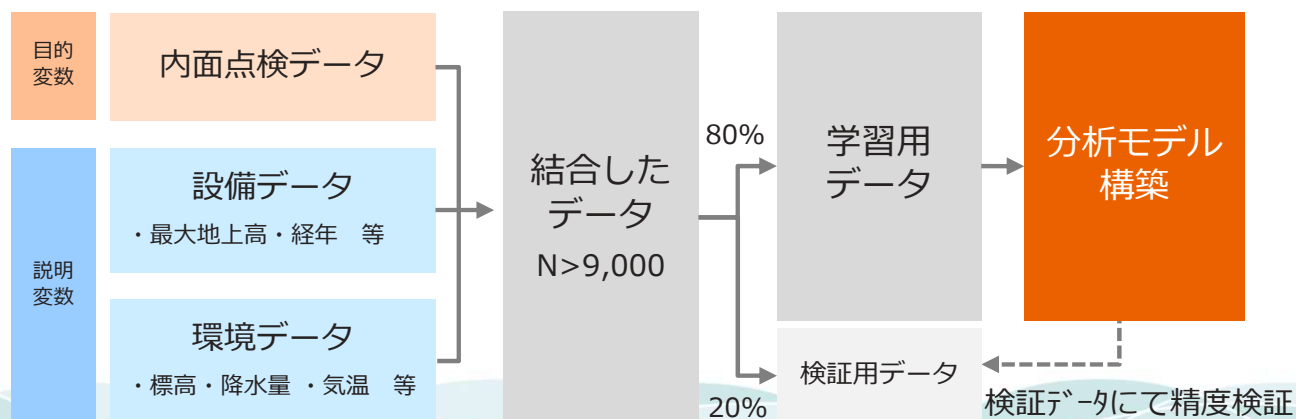 目的
変数
内面点検データ
説明
変数
設備データ
・最大地上高・経年　等
環境データ
・標高・降水量 ・気温　等
結合した
データ
N>9,000
80%
20%
学習用
データ
検証用データ
分析モデル
構築
検証ﾃﾞｰﾀにて精度検証